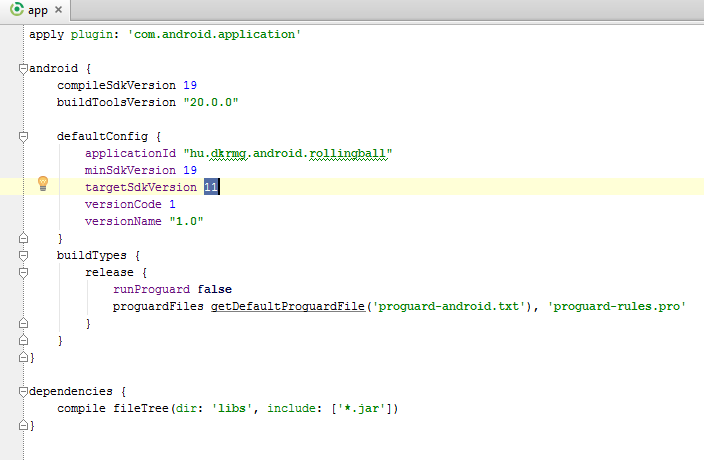 app
apply plugin: 'com.android.application'
android {
compileSdkVersion 19
buildToolsVersion "20.0.0"
defaultConfig {
applicationId "hu.dkrmg.android.rollingball"
minSdkVersion 19
targetSdkVersion 11
versionCode 1
versionName "1.0"
}
buildTypes {
release {
runProguard false
proguardFiles getDefaultProguardFile('proguard-android.txt'), 'proguard-rules.pro'
}
}
}
dependencies {
compile fileTree(dir: 'libs', include: ['*.jar'])
}